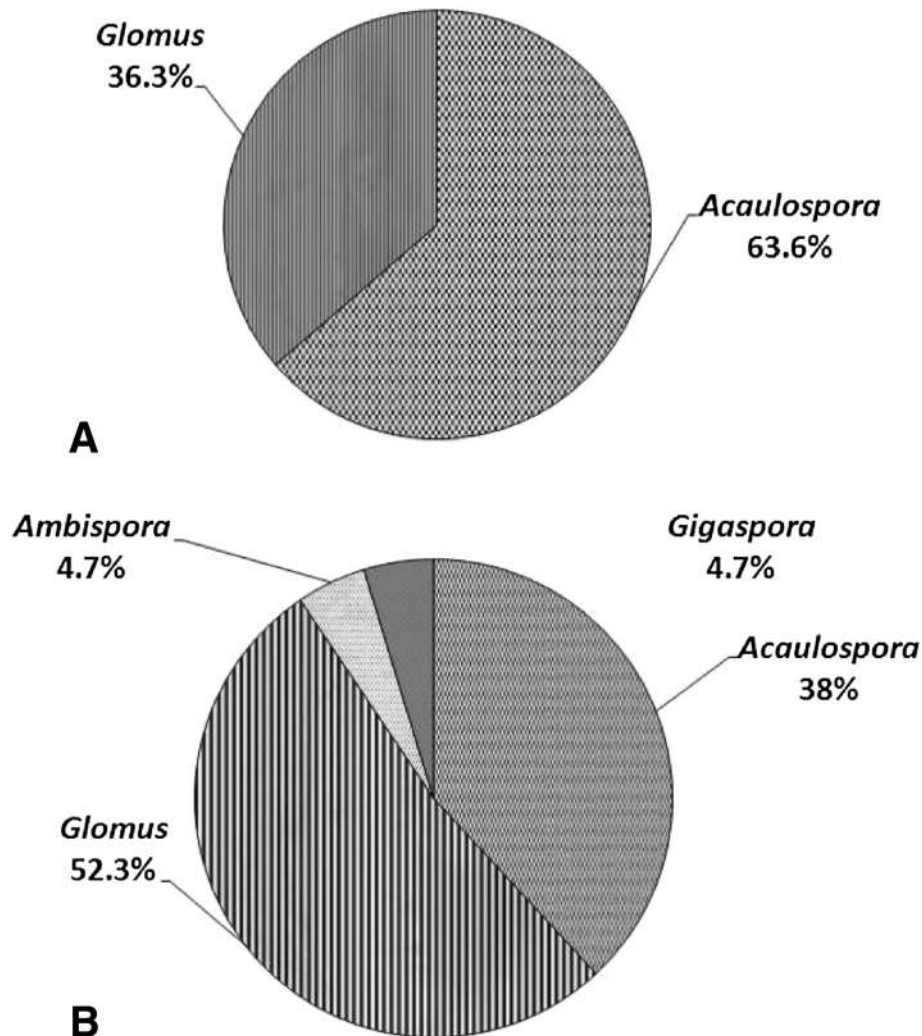 Glomus
36.3%
Acaulospora
63.6%
A
Ambispora
4.7%
Gigaspora
4.7%
Acaulospora
38%
Glomus
52.3%
B